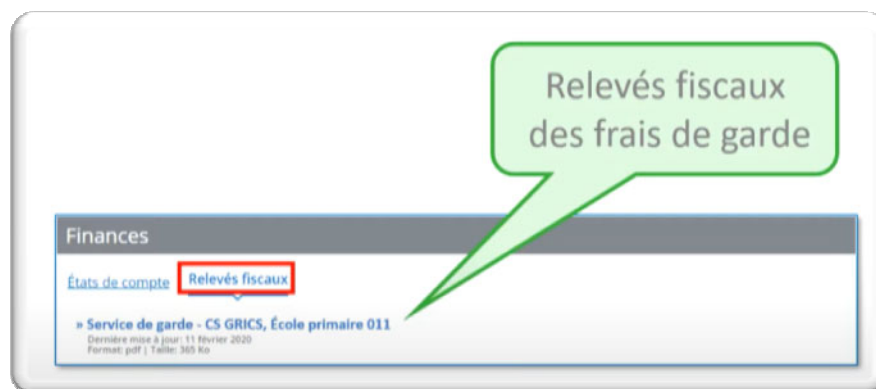 Relevés fiscaux
des frais de garde
Finances
États de compte Relevés fiscaux
» Service de garde - CS GRICS, École primaire 011
Dernière mise à jour: 11 février 2020
Format: pdf | Taille: 365 Ko